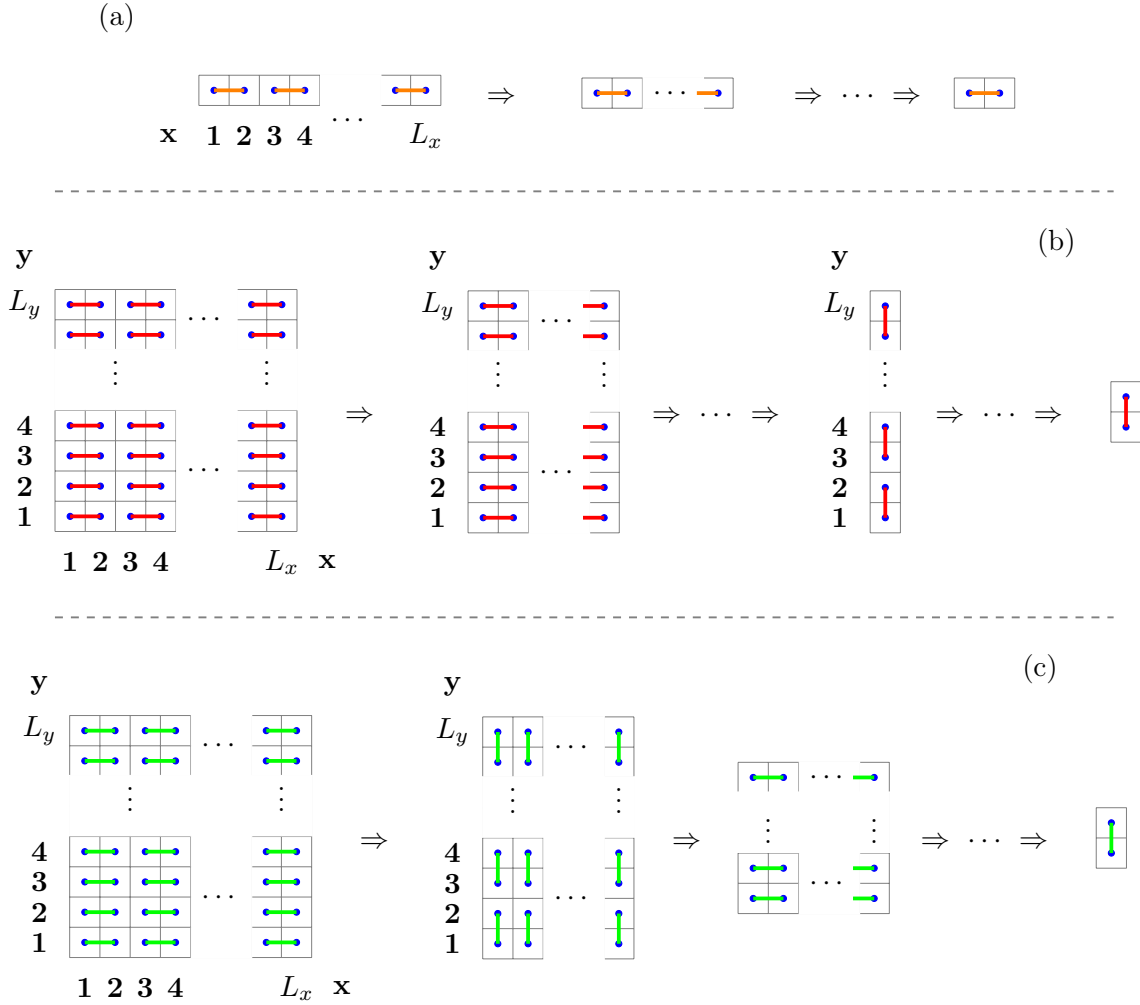 (a)
⋯ ⇒ ⋯ ⇒ ⋯ ⇒
x 1 2 3 4 L_x
(b)
y y y
L_y ⋯ L_y ⋯ L_y
⋮ ⋮ ⋮ ⋮ ⋮
4 4 4
⇒ ⇒ ⋯ ⇒ ⇒ ⋯ ⇒
3 3 3
⋯ ⋯
2 2 2
1 1 1
1 2 3 4 L_x x
(c)
y y
L_y ⋯ L_y ⋯
⋯
⋮ ⋮ ⋮ ⋮ ⋮ ⋮
⇒ ⇒ ⇒ ⋯ ⇒
4 4
3 3
⋯ ⋯ ⋯
2 2
1 1
1 2 3 4 L_x x